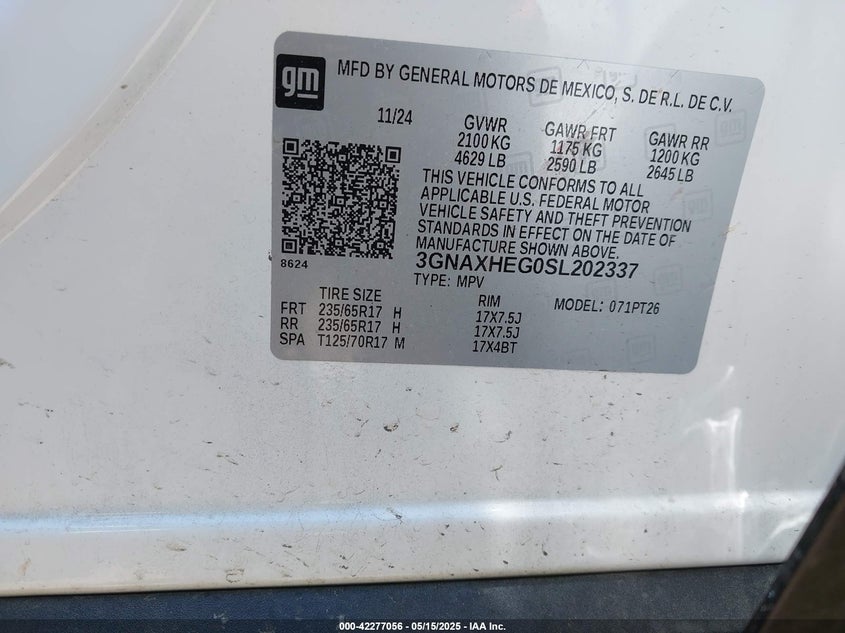 gm MFD BY GENERAL MOTORS DE MEXICO, S. DE R.L. DE C.V.
11/24 GVWR GAWR FRT GAWR RR
2100 KG 1175 KG 1200 KG
4629 LB 2590 LB 2645 LB
THIS VEHICLE CONFORMS TO ALL
APPLICABLE U.S. FEDERAL MOTOR
VEHICLE SAFETY AND THEFT PREVENTION
STANDARDS IN EFFECT ON THE DATE OF
MANUFACTURE SHOWN ABOVE.
8624 3GNAXHEG0SL202337
TYPE: MPV
TIRE SIZE RIM MODEL: 071PT26
FRT 235/65R17 H 17X7.5J
RR 235/65R17 H 17X7.5J
SPA T125/70R17 M 17X4BT
000-42277056 - 05/15/2025 - IAA Inc.